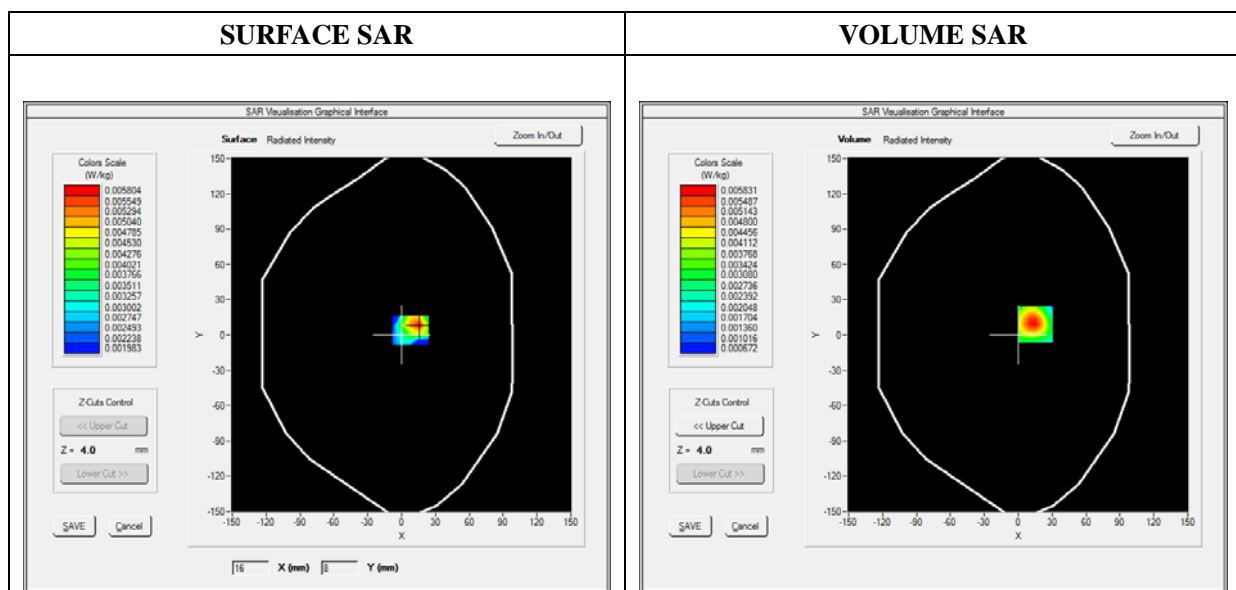 SURFACE SAR
VOLUME SAR
SAR Visualisation Graphical Interface
Surface Radiated Intensity
Zoom In/Out
Colors Scale
(W/kg)
0.005804
0.005549
0.005294
0.005040
0.004785
0.004530
0.004276
0.004021
0.003766
0.003511
0.003257
0.003002
0.002747
0.002493
0.002238
0.001983
150
120
90
60
30
0
-30
-60
-90
-120
-150
Y
-150 -120 -90 -60 -30 0 30 60 90 120 150
X
Z-Cuts Control
<< Upper Cut
Z = 4.0 mm
Lower Cut >>
SAVE Cancel
16 X (mm) 8 Y (mm)
SAR Visualisation Graphical Interface
Volume Radiated Intensity
Zoom In/Out
Colors Scale
(W/kg)
0.005831
0.005487
0.005143
0.004800
0.004456
0.004112
0.003768
0.003424
0.003080
0.002736
0.002392
0.002048
0.001704
0.001360
0.001016
0.000672
150
120
90
60
30
0
-30
-60
-90
-120
-150
Y
-150 -120 -90 -60 -30 0 30 60 90 120 150
X
Z-Cuts Control
<< Upper Cut
Z = 4.0 mm
Lower Cut >>
SAVE Cancel